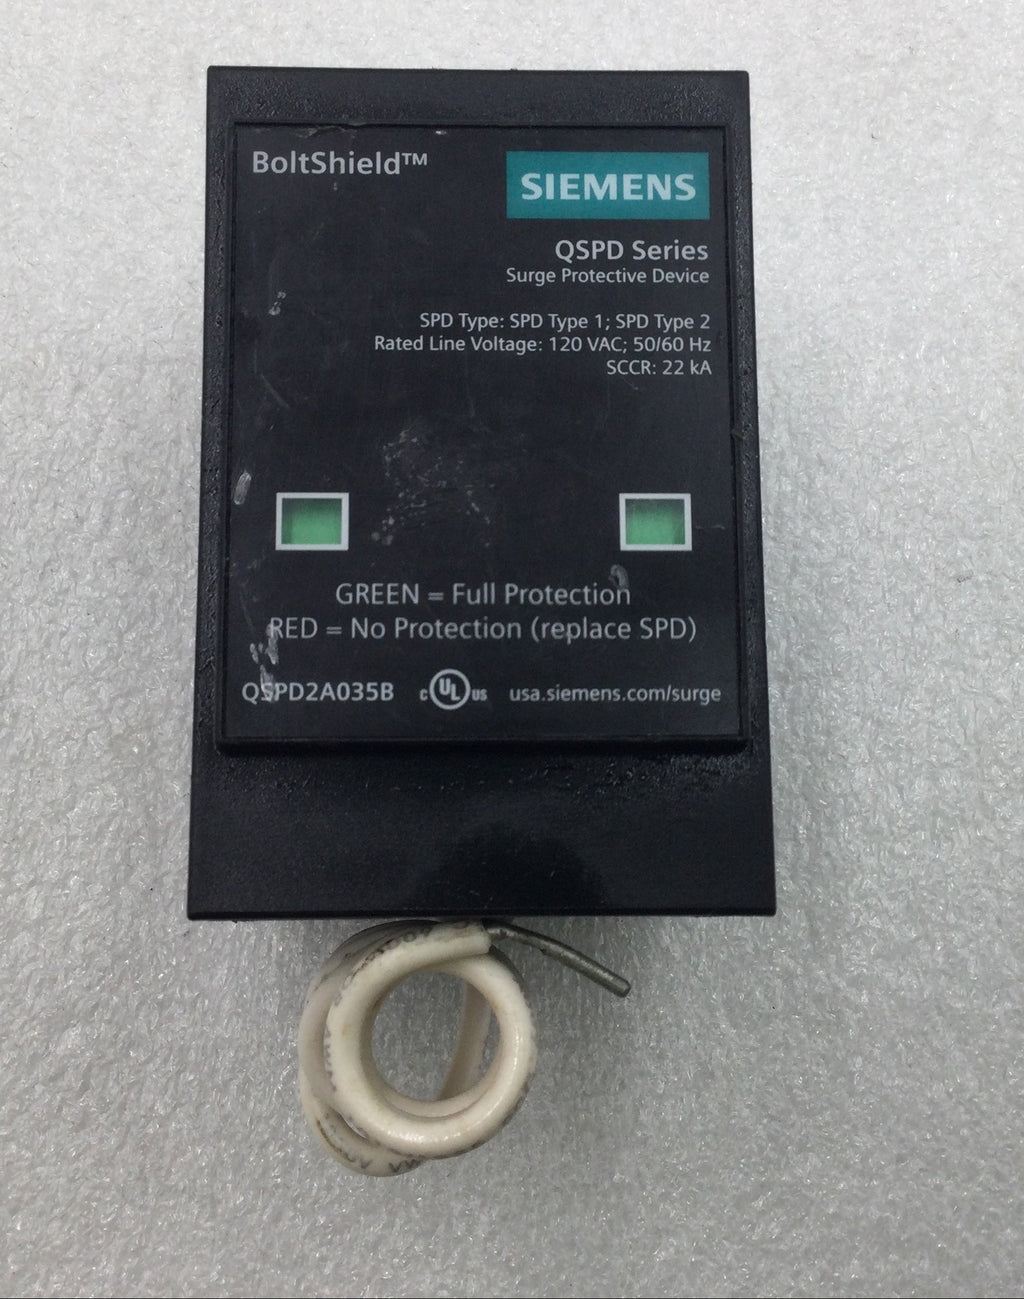 BoltShield™
SIEMENS
QSPD Series
Surge Protective Device
SPD Type: SPD Type 1; SPD Type 2
Rated Line Voltage: 120 VAC; 50/60 Hz
SCCR: 22 kA
GREEN = Full Protection
RED = No Protection (replace SPD)
QSPD2A035B c UL us usa.siemens.com/surge